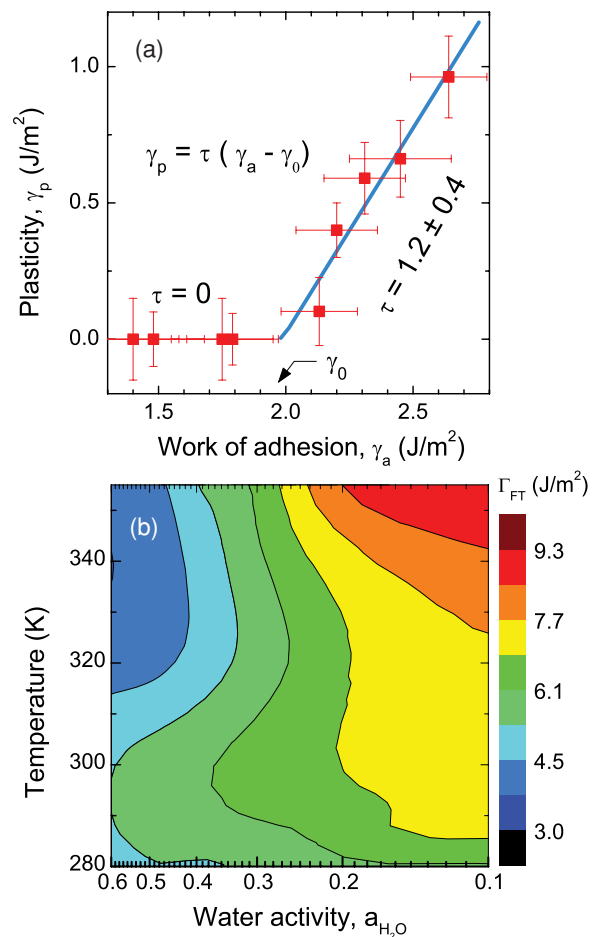 (a)
1.0
0.5
0.0
Plasticity, γp (J/m²)
γp = τ ( γa - γ0)
τ = 0
τ = 1.2 ± 0.4
γ0
1.5 2.0 2.5
Work of adhesion, γa (J/m²)
ΓFT (J/m²)
(b)
340
320
300
280
Temperature (K)
9.3
7.7
6.1
4.5
3.0
0.6 0.5 0.4 0.3 0.2 0.1
Water activity, aH2O